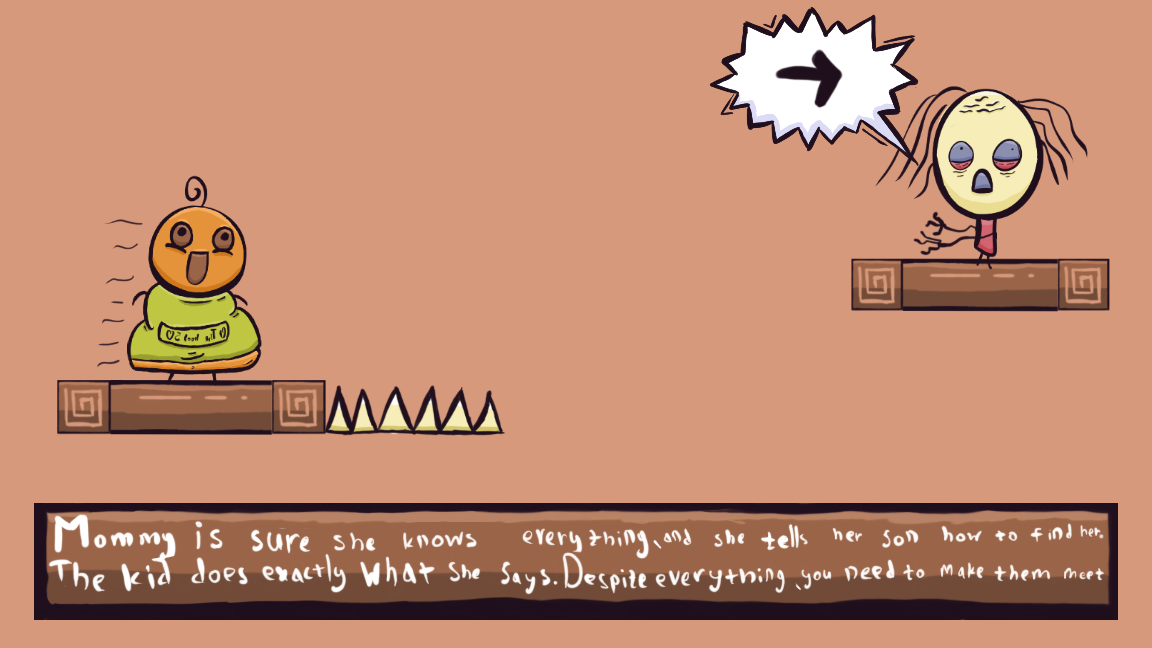 Mommy is sure she knows everything, and she tells her son how to find her.
The kid does exactly what she says. Despite everything, you need to make them meet